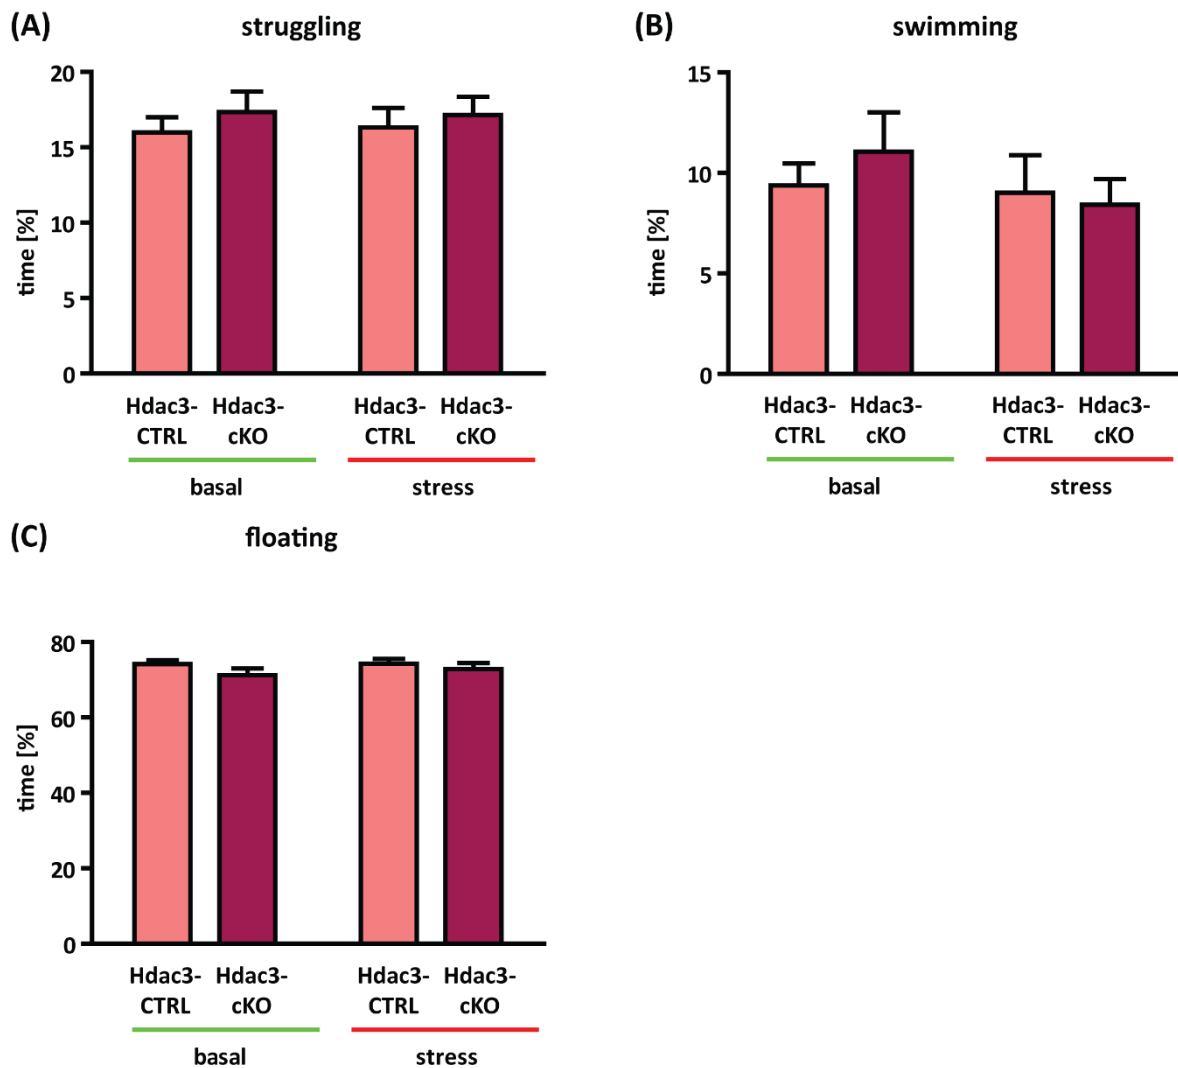 (A) struggling
20
15
10
5
0
time [%]
Hdac3- Hdac3- Hdac3- Hdac3-
CTRL cKO CTRL cKO
basal stress
(B) swimming
15
10
5
0
time [%]
Hdac3- Hdac3- Hdac3- Hdac3-
CTRL cKO CTRL cKO
basal stress
(C) floating
80
60
40
20
0
time [%]
Hdac3- Hdac3- Hdac3- Hdac3-
CTRL cKO CTRL cKO
basal stress